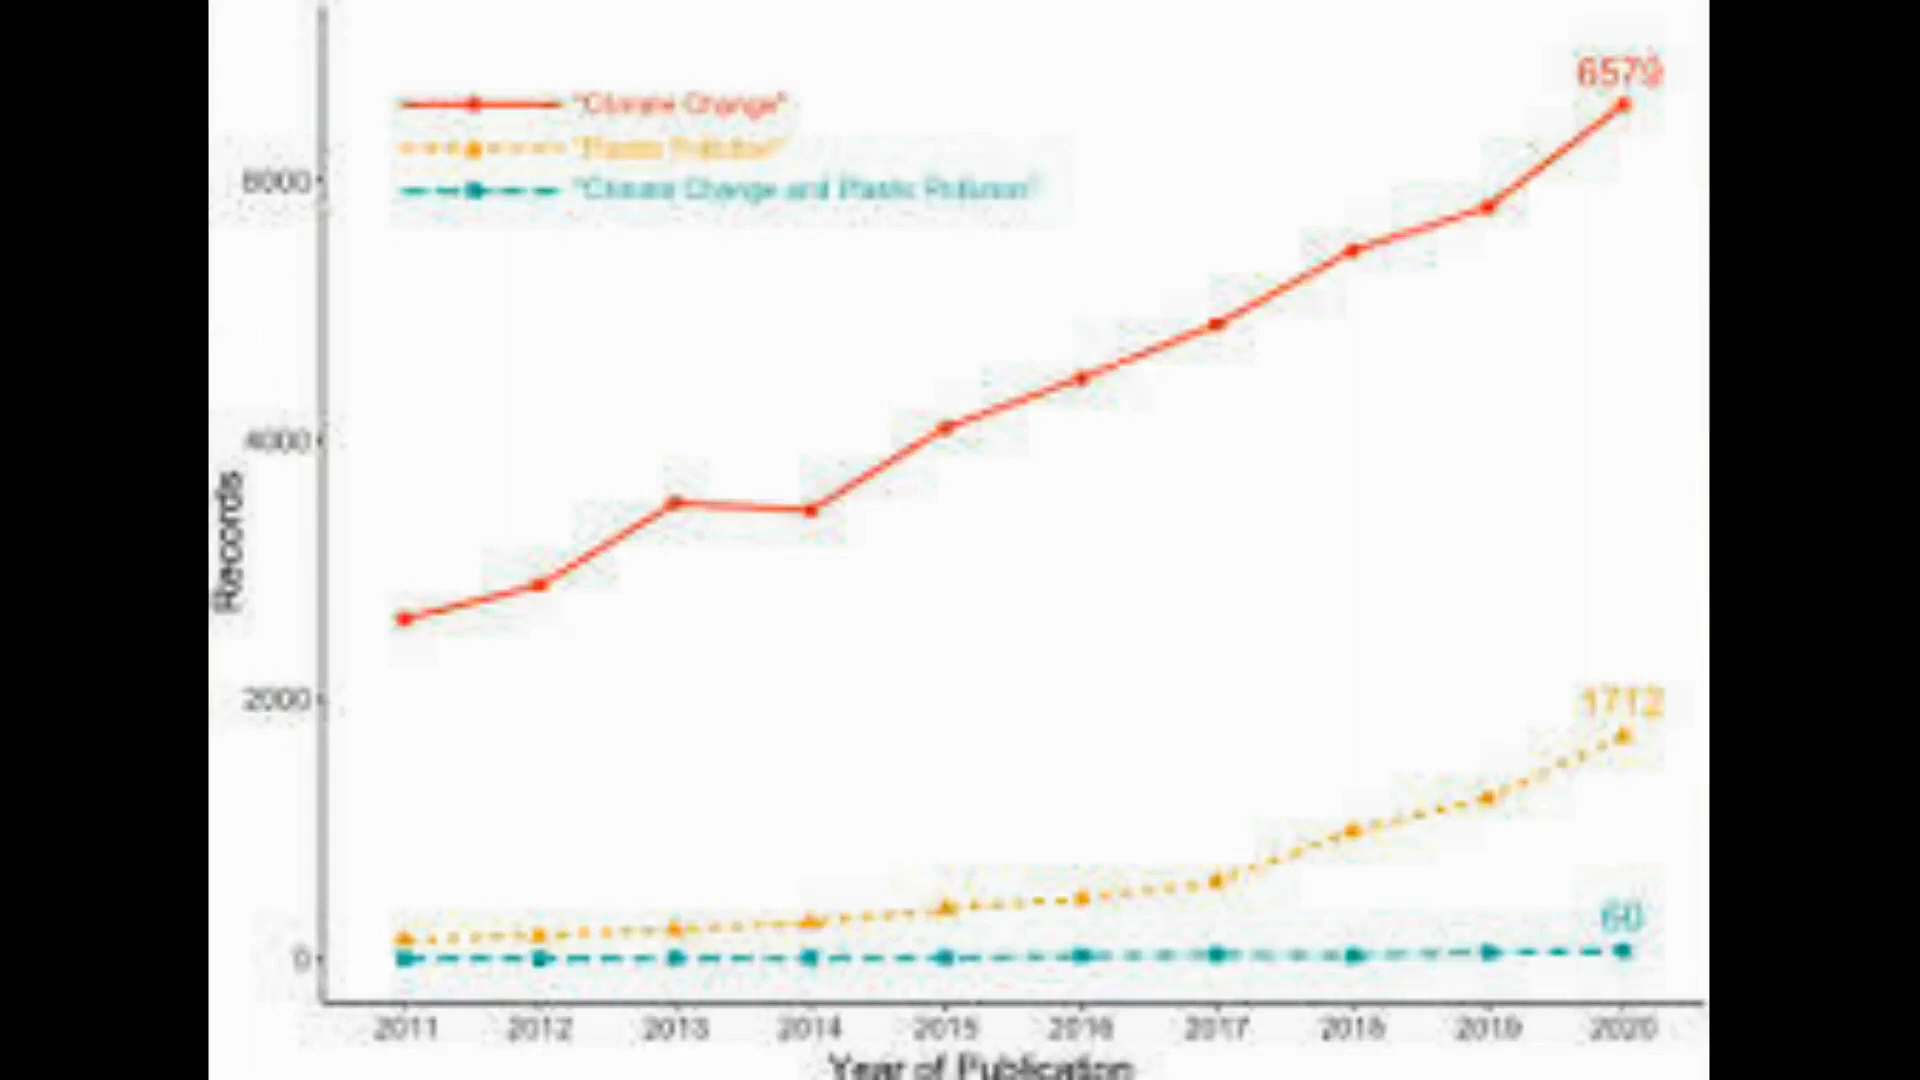 6579
"Climate Change"
"Plastic Pollution"
6000
"Climate Change and Plastic Pollution"
4000
Records
2000
1712
60
0
2011 2012 2013 2014 2015 2016 2017 2018 2019 2020
Year of Publication